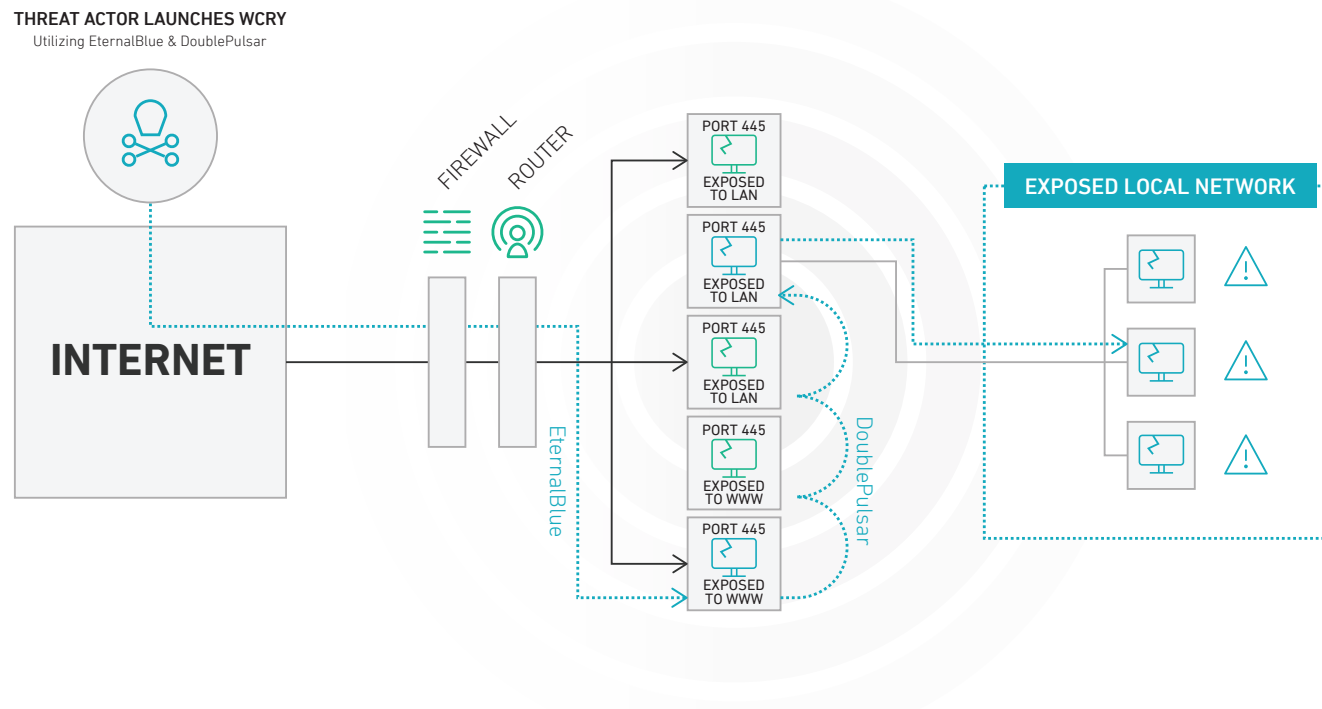 THREAT ACTOR LAUNCHES WCRY
Utilizing EternalBlue & DoublePulsar
INTERNET
FIREWALL
ROUTER
EternalBlue
PORT 445
EXPOSED
TO LAN
PORT 445
EXPOSED
TO LAN
PORT 445
EXPOSED
TO LAN
PORT 445
EXPOSED
TO WWW
PORT 445
EXPOSED
TO WWW
DoublePulsar
EXPOSED LOCAL NETWORK